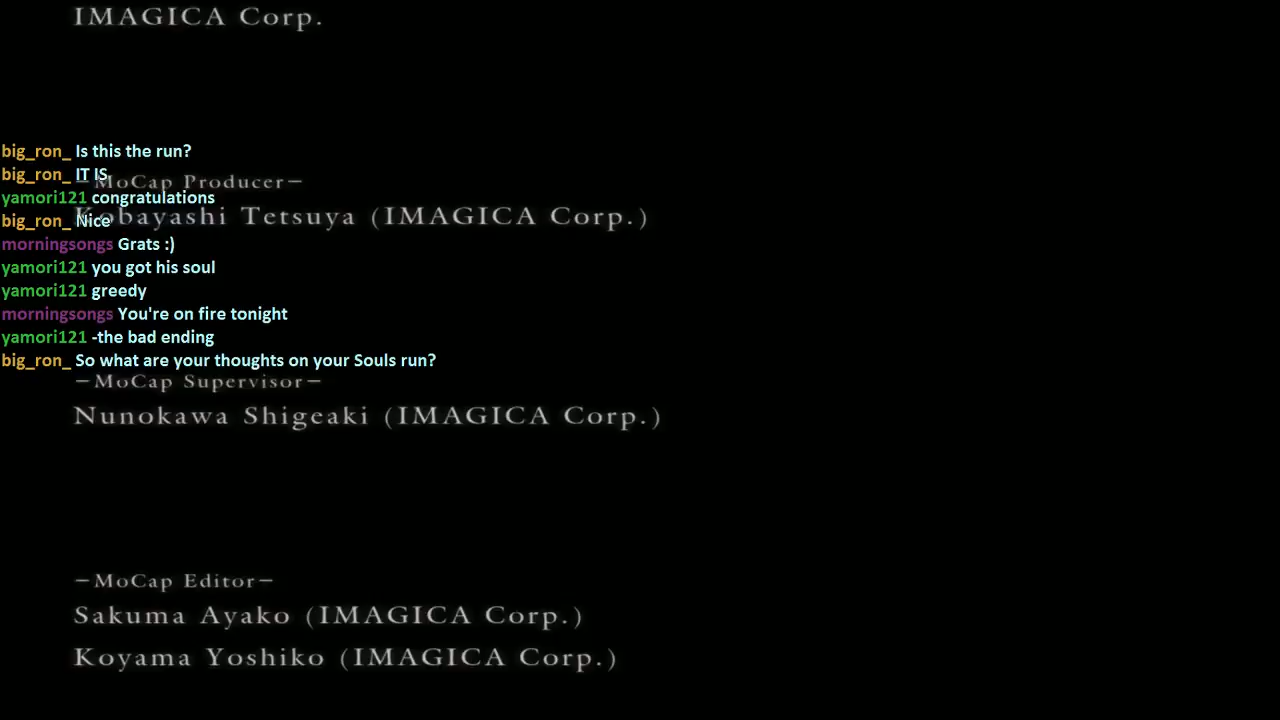 IMAGICA Corp.
big_ron_ Is this the run?
big_ron_ IT IS
—MoCap Producer—
yamori121 congratulations
Kobayashi Tetsuya (IMAGICA Corp.)
big_ron_ Nice
morningsongs Grats :)
yamori121 you got his soul
yamori121 greedy
morningsongs You're on fire tonight
yamori121 -the bad ending
big_ron_ So what are your thoughts on your Souls run?
—MoCap Supervisor—
Nunokawa Shigeaki (IMAGICA Corp.)
—MoCap Editor—
Sakuma Ayako (IMAGICA Corp.)
Koyama Yoshiko (IMAGICA Corp.)